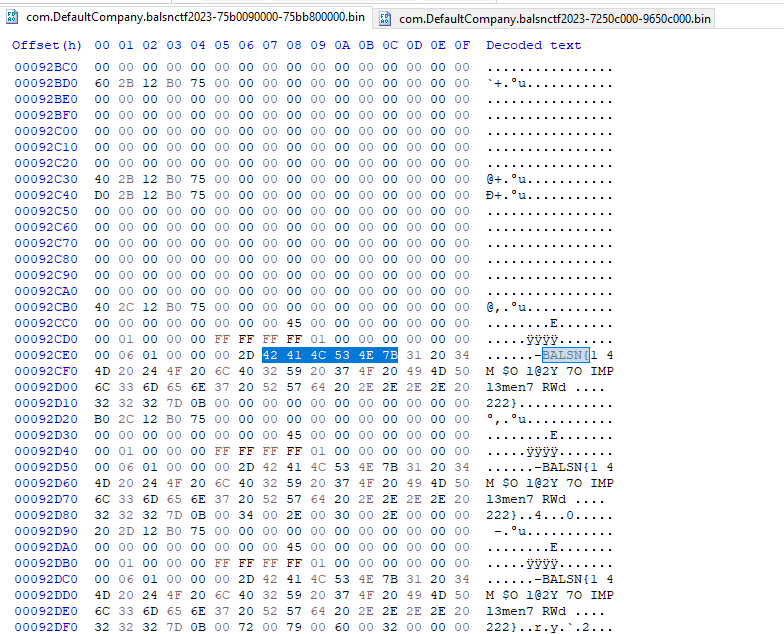 com.DefaultCompany.balsnctf2023-75b0090000-75bb800000.bin com.DefaultCompany.balsnctf2023-7250c000-9650c000.bin
Offset(h) 00 01 02 03 04 05 06 07 08 09 0A 0B 0C 0D 0E 0F Decoded text
00092BC0 00 00 00 00 00 00 00 00 00 00 00 00 00 00 00 00 ................
00092BD0 60 2B 12 B0 75 00 00 00 00 00 00 00 00 00 00 00 `+.°u...........
00092BE0 00 00 00 00 00 00 00 00 00 00 00 00 00 00 00 00 ................
00092BF0 00 00 00 00 00 00 00 00 00 00 00 00 00 00 00 00 ................
00092C00 00 00 00 00 00 00 00 00 00 00 00 00 00 00 00 00 ................
00092C10 00 00 00 00 00 00 00 00 00 00 00 00 00 00 00 00 ................
00092C20 00 00 00 00 00 00 00 00 00 00 00 00 00 00 00 00 ................
00092C30 40 2B 12 B0 75 00 00 00 00 00 00 00 00 00 00 00 @+.°u...........
00092C40 D0 2B 12 B0 75 00 00 00 00 00 00 00 00 00 00 00 Ð+.°u...........
00092C50 00 00 00 00 00 00 00 00 00 00 00 00 00 00 00 00 ................
00092C60 00 00 00 00 00 00 00 00 00 00 00 00 00 00 00 00 ................
00092C70 00 00 00 00 00 00 00 00 00 00 00 00 00 00 00 00 ................
00092C80 00 00 00 00 00 00 00 00 00 00 00 00 00 00 00 00 ................
00092C90 00 00 00 00 00 00 00 00 00 00 00 00 00 00 00 00 ................
00092CA0 00 00 00 00 00 00 00 00 00 00 00 00 00 00 00 00 ................
00092CB0 40 2C 12 B0 75 00 00 00 00 00 00 00 00 00 00 00 @,.°u...........
00092CC0 00 00 00 00 00 00 00 00 45 00 00 00 00 00 00 00 ........E.......
00092CD0 00 01 00 00 00 FF FF FF FF 01 00 00 00 00 00 00 .....ÿÿÿÿ.......
00092CE0 00 06 01 00 00 00 2D 42 41 4C 53 4E 7B 31 20 34 ......-BALSN{1 4
00092CF0 4D 20 24 4F 20 6C 40 32 59 20 37 4F 20 49 4D 50 M $O l@2Y 7O IMP
00092D00 6C 33 6D 65 6E 37 20 52 57 64 20 2E 2E 2E 2E 20 l3men7 RWd ....
00092D10 32 32 32 7D 0B 00 00 00 00 00 00 00 00 00 00 00 222}............
00092D20 B0 2C 12 B0 75 00 00 00 00 00 00 00 00 00 00 00 °,.°u...........
00092D30 00 00 00 00 00 00 00 00 45 00 00 00 00 00 00 00 ........E.......
00092D40 00 01 00 00 00 FF FF FF FF 01 00 00 00 00 00 00 .....ÿÿÿÿ.......
00092D50 00 06 01 00 00 00 2D 42 41 4C 53 4E 7B 31 20 34 ......-BALSN{1 4
00092D60 4D 20 24 4F 20 6C 40 32 59 20 37 4F 20 49 4D 50 M $O l@2Y 7O IMP
00092D70 6C 33 6D 65 6E 37 20 52 57 64 20 2E 2E 2E 2E 20 l3men7 RWd ....
00092D80 32 32 32 7D 0B 00 34 00 2E 00 30 00 2E 00 00 00 222}..4...0.....
00092D90 20 2D 12 B0 75 00 00 00 00 00 00 00 00 00 00 00 -.°u...........
00092DA0 00 00 00 00 00 00 00 00 45 00 00 00 00 00 00 00 ........E.......
00092DB0 00 01 00 00 00 FF FF FF FF 01 00 00 00 00 00 00 .....ÿÿÿÿ.......
00092DC0 00 06 01 00 00 00 2D 42 41 4C 53 4E 7B 31 20 34 ......-BALSN{1 4
00092DD0 4D 20 24 4F 20 6C 40 32 59 20 37 4F 20 49 4D 50 M $O l@2Y 7O IMP
00092DE0 6C 33 6D 65 6E 37 20 52 57 64 20 2E 2E 2E 2E 20 l3men7 RWd ....
00092DF0 32 32 32 7D 0B 00 72 00 79 00 60 00 32 00 00 00 222}..r.y.`.2...